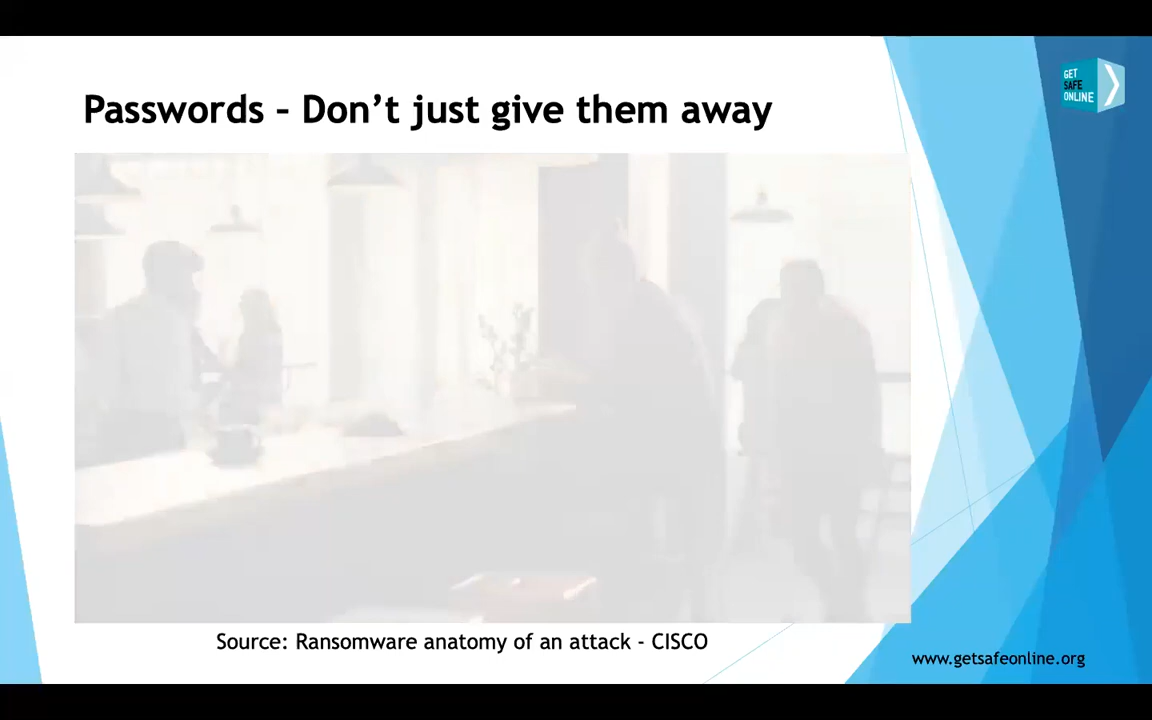 Passwords – Don't just give them away
GET
SAFE
ONLINE
Source: Ransomware anatomy of an attack - CISCO
www.getsafeonline.org